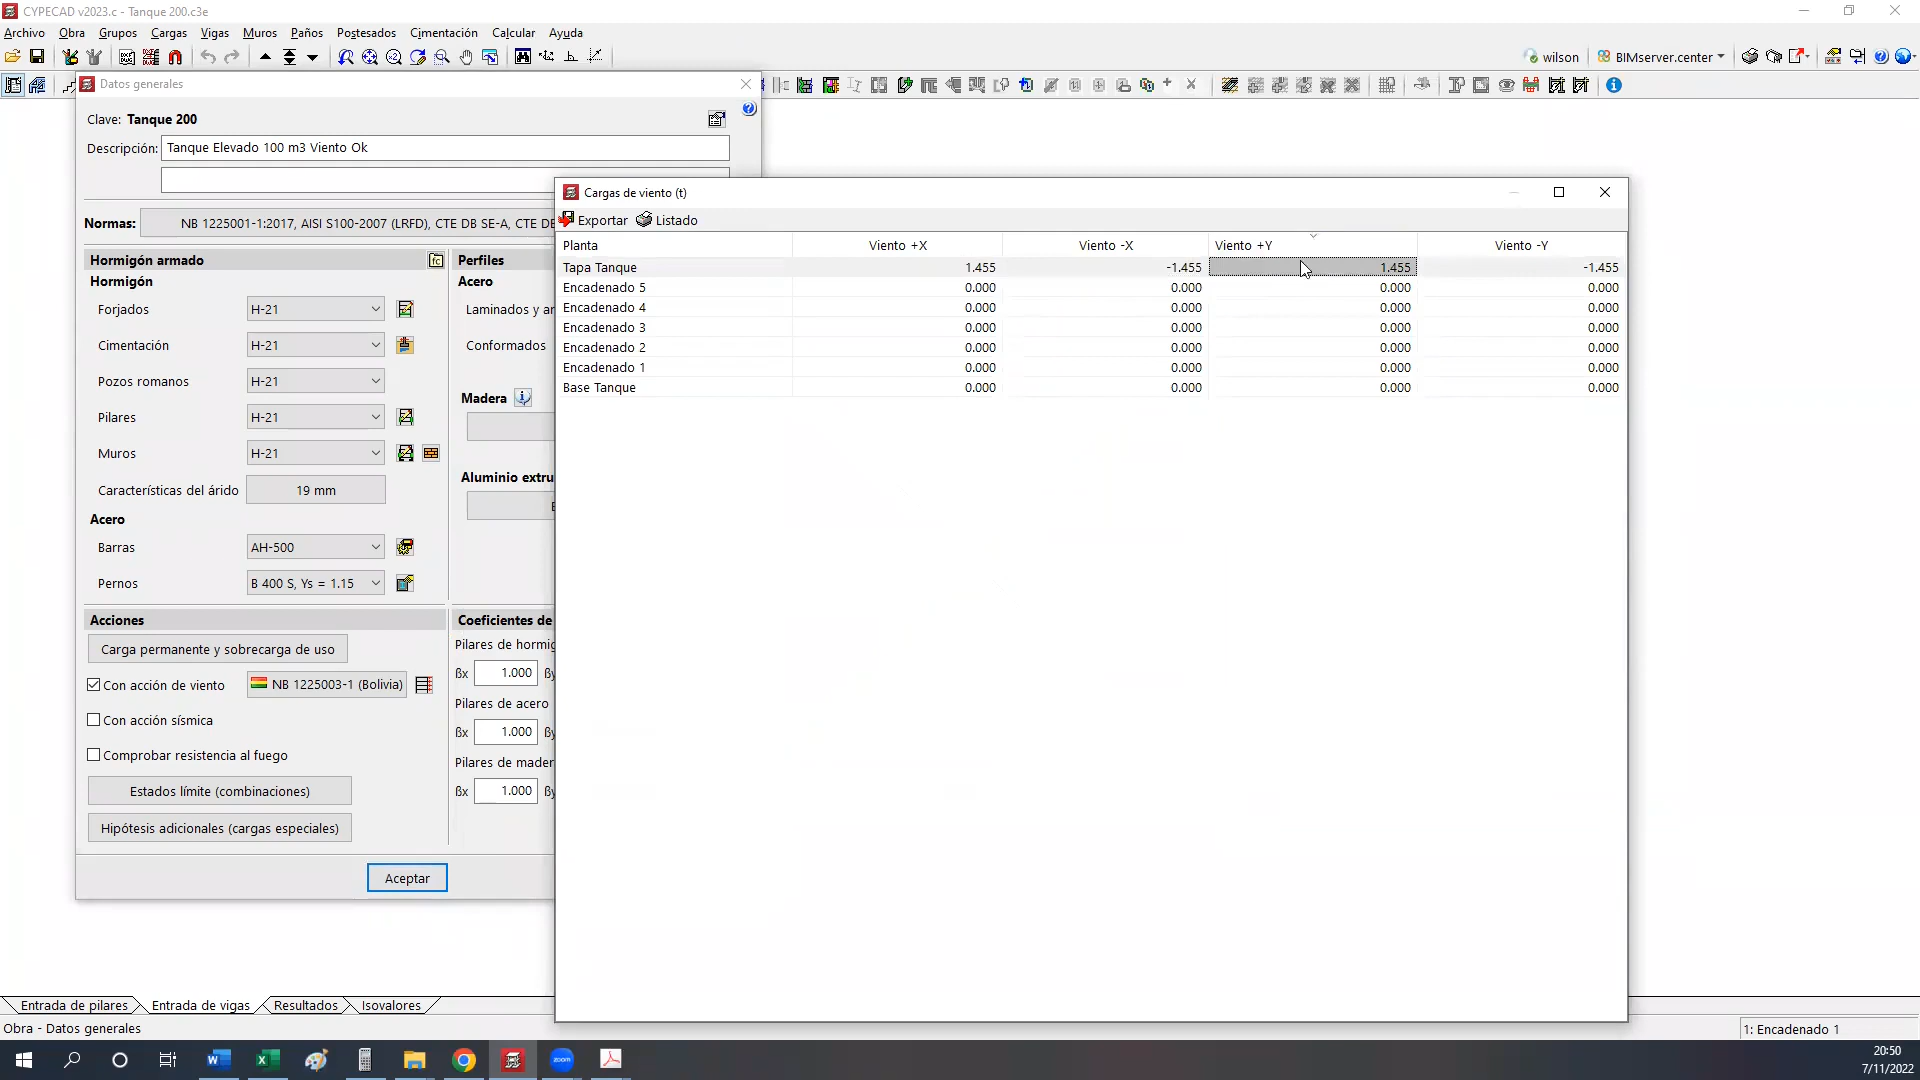 CYPECAD v2023.c - Tanque 200.c3e
Archivo Obra Grupos Cargas Vigas Muros Paños Postesados Cimentación Calcular Ayuda
wilson BIMserver.center
Datos generales
Clave: Tanque 200
Descripción: Tanque Elevado 100 m3 Viento Ok
Normas: NB 1225001-1:2017, AISI S100-2007 (LRFD), CTE DB SE-A, CTE DE
Hormigón armado
Hormigón
Forjados H-21
Cimentación H-21
Pozos romanos H-21
Pilares H-21
Muros H-21
Características del árido 19 mm
Acero
Barras AH-500
Pernos B 400 S, Ys = 1.15
Acciones
Carga permanente y sobrecarga de uso
Con acción de viento NB 1225003-1 (Bolivia)
Con acción sísmica
Comprobar resistencia al fuego
Estados límite (combinaciones)
Hipótesis adicionales (cargas especiales)
Perfiles
Acero
Laminados y ar
Conformados
Madera
Aluminio extru
Coeficientes de
Pilares de hormig
ßx 1.000 ßy
Pilares de acero
ßx 1.000 ßy
Pilares de mader
ßx 1.000 ßy
Aceptar
Cargas de viento (t)
Exportar Listado
Planta Viento +X Viento -X Viento +Y Viento -Y
Tapa Tanque 1.455 -1.455 1.455 -1.455
Encadenado 5 0.000 0.000 0.000 0.000
Encadenado 4 0.000 0.000 0.000 0.000
Encadenado 3 0.000 0.000 0.000 0.000
Encadenado 2 0.000 0.000 0.000 0.000
Encadenado 1 0.000 0.000 0.000 0.000
Base Tanque 0.000 0.000 0.000 0.000
Entrada de pilares Entrada de vigas Resultados Isovalores
Obra - Datos generales
1: Encadenado 1
zoom
20:50
7/11/2022